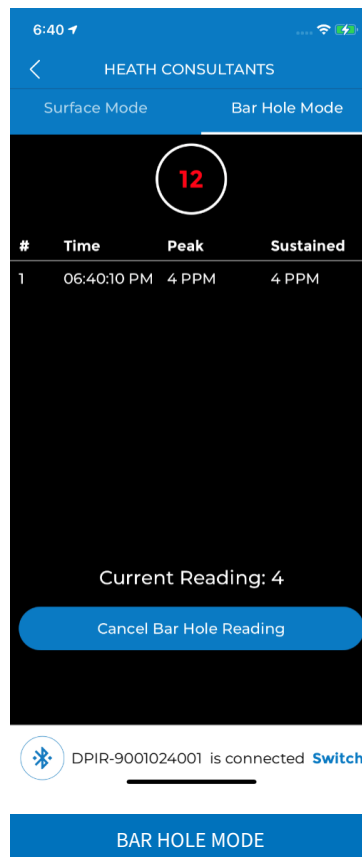 6:40
HEATH CONSULTANTS
Surface Mode Bar Hole Mode
12
# Time Peak Sustained
1 06:40:10 PM 4 PPM 4 PPM
Current Reading: 4
Cancel Bar Hole Reading
DPIR-9001024001 is connected Switch
BAR HOLE MODE